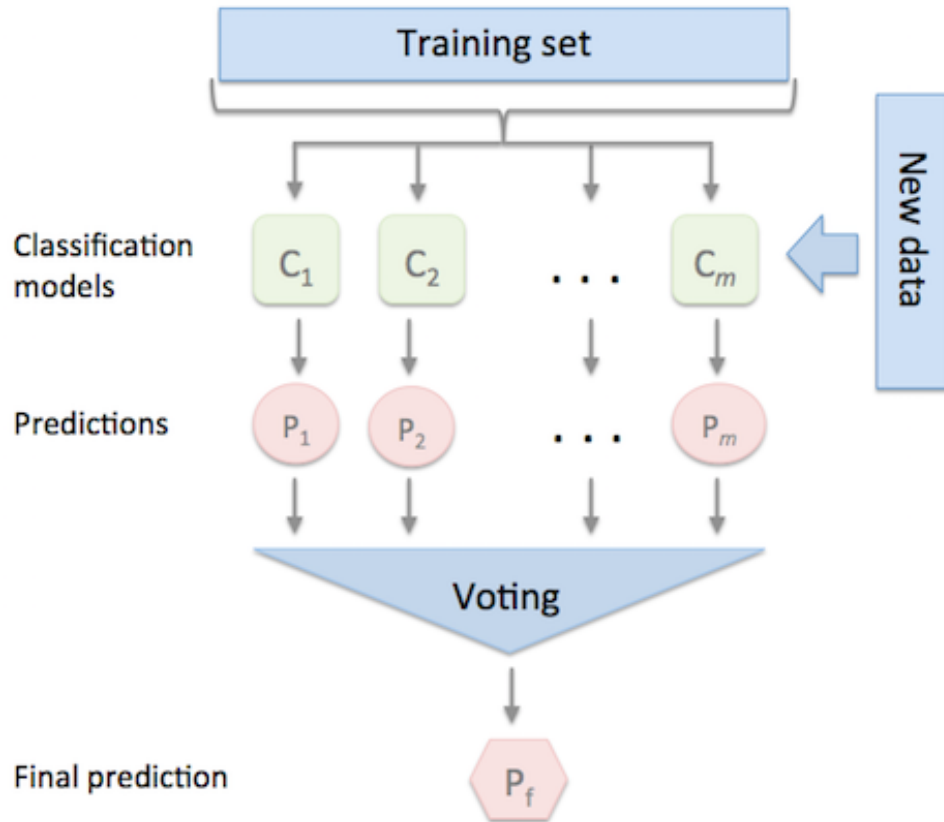 Training set
New data
Classification
models
C1
C2
. . .
Cm
Predictions
P1
P2
. . .
Pm
Voting
Final prediction
Pf